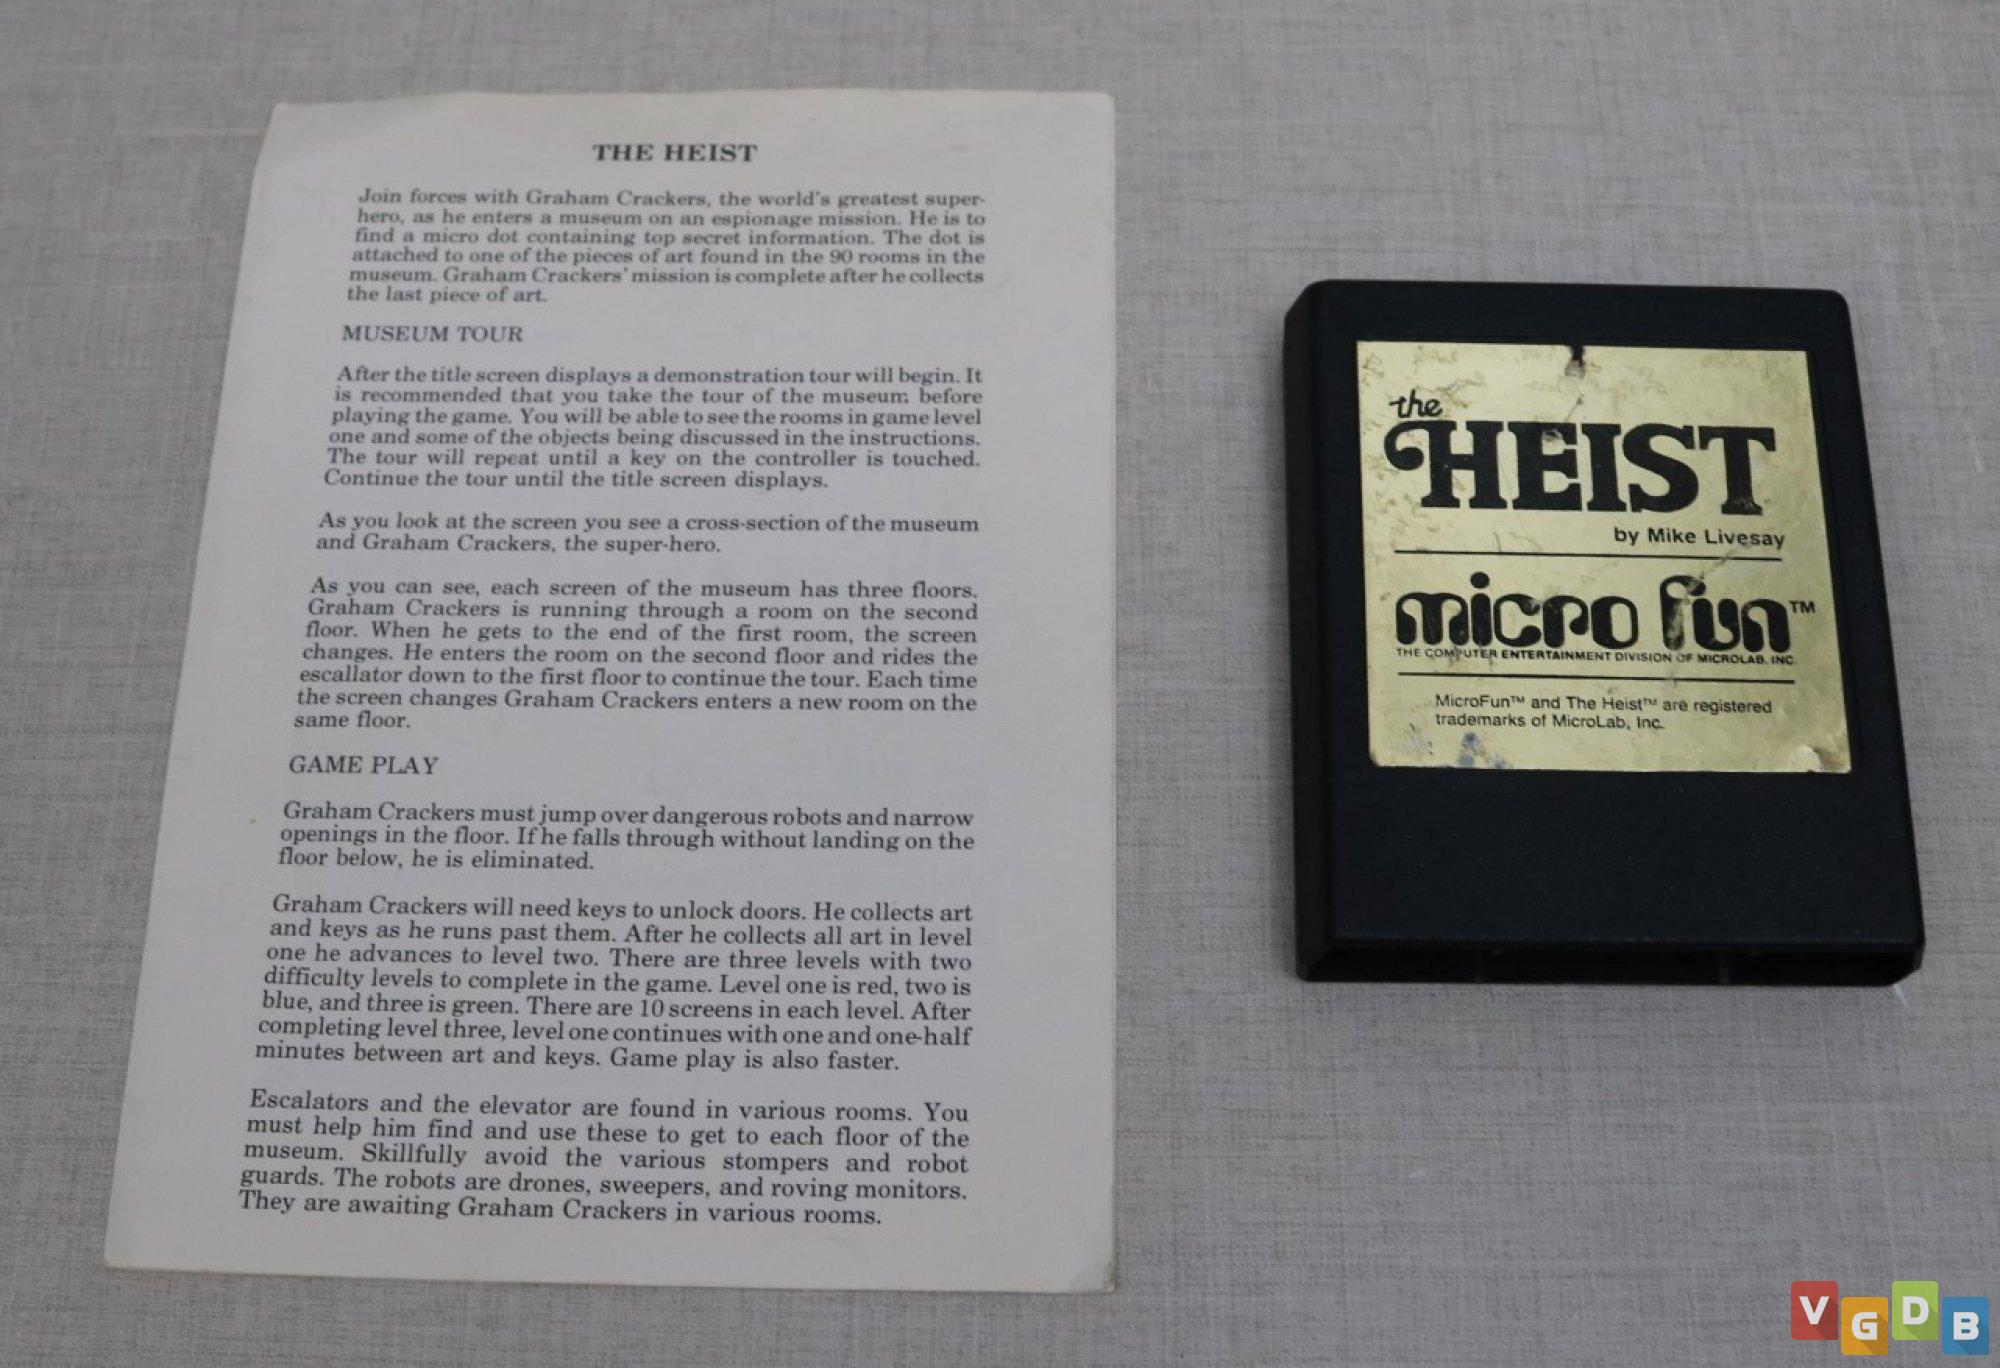 THE HEIST
Join forces with Graham Crackers, the world's greatest super-
hero, as he enters a museum on an espionage mission. He is to
find a micro dot containing top secret information. The dot is
attached to one of the pieces of art found in the 90 rooms in the
museum. Graham Crackers' mission is complete after he collects
the last piece of art.
MUSEUM TOUR
After the title screen displays a demonstration tour will begin. It
is recommended that you take the tour of the museum before
playing the game. You will be able to see the rooms in game level
one and some of the objects being discussed in the instructions.
The tour will repeat until a key on the controller is touched.
Continue the tour until the title screen displays.
As you look at the screen you see a cross-section of the museum
and Graham Crackers, the super-hero.
As you can see, each screen of the museum has three floors.
Graham Crackers is running through a room on the second
floor. When he gets to the end of the first room, the screen
changes. He enters the room on the second floor and rides the
escallator down to the first floor to continue the tour. Each time
the screen changes Graham Crackers enters a new room on the
same floor.
GAME PLAY
Graham Crackers must jump over dangerous robots and narrow
openings in the floor. If he falls through without landing on the
floor below, he is eliminated.
Graham Crackers will need keys to unlock doors. He collects art
and keys as he runs past them. After he collects all art in level
one he advances to level two. There are three levels with two
difficulty levels to complete in the game. Level one is red, two is
blue, and three is green. There are 10 screens in each level. After
completing level three, level one continues with one and one-half
minutes between art and keys. Game play is also faster.
Escalators and the elevator are found in various rooms. You
must help him find and use these to get to each floor of the
museum. Skillfully avoid the various stompers and robot
guards. The robots are drones, sweepers, and roving monitors.
They are awaiting Graham Crackers in various rooms.
the
HEIST
by Mike Livesay
micro fun™
THE COMPUTER ENTERTAINMENT DIVISION OF MICROLAB, INC.
MicroFun™ and The Heist™ are registered
trademarks of MicroLab, Inc.
VGDB